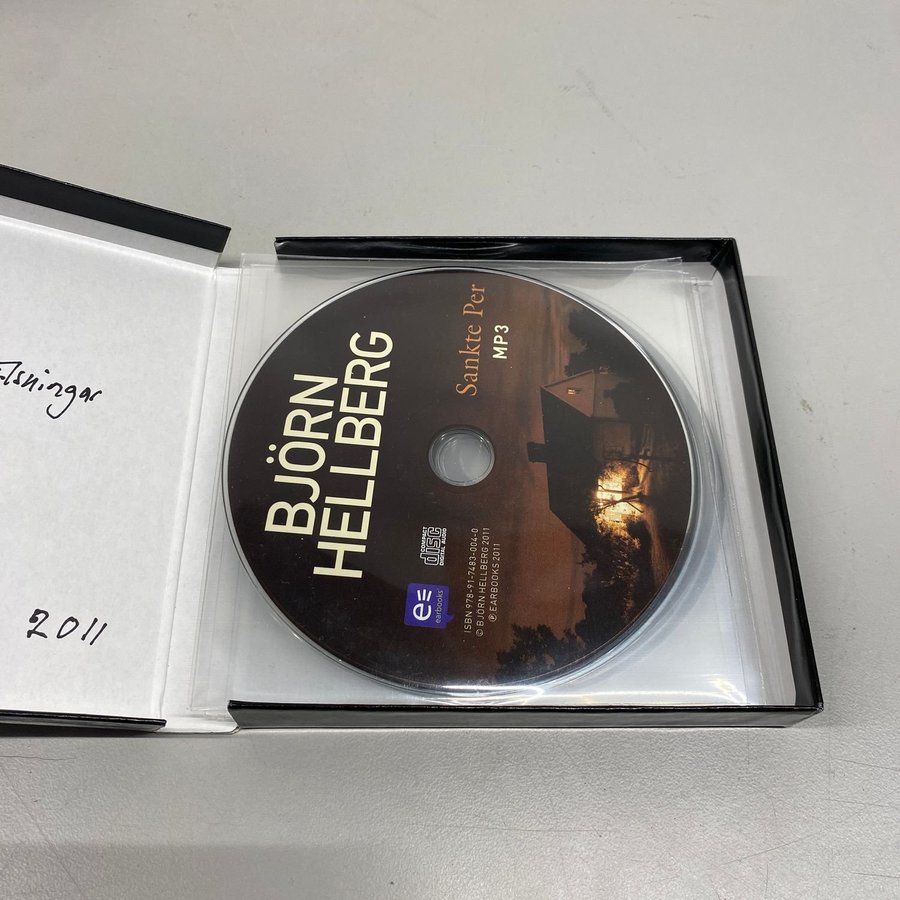 2011
BJÖRN
HELLBERG
Sankte Per
MP3
COMPACT
disc
DIGITAL AUDIO
e
earbooks
ISBN 978-91-7483-004-0
© BJÖRN HELLBERG 2011
℗ EARBOOKS 2011